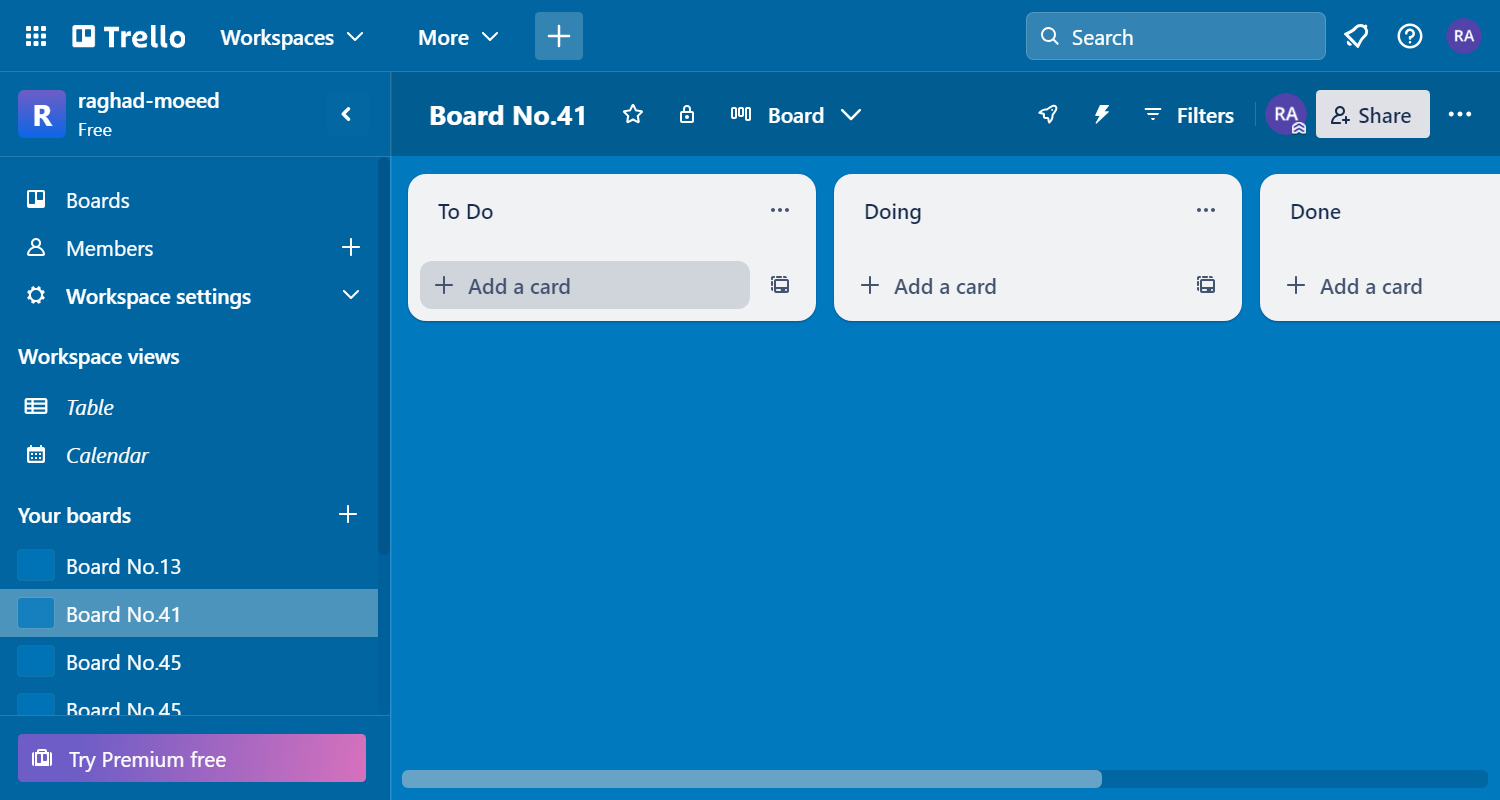 Trello
Workspaces
More
Search
RA
R
raghad-moeed
Free
Board No.41
Board
Filters
RA
Share
Boards
Members
Workspace settings
Workspace views
Table
Calendar
Your boards
Board No.13
Board No.41
Board No.45
Board No.45
Try Premium free
To Do
Add a card
Doing
Add a card
Done
Add a card